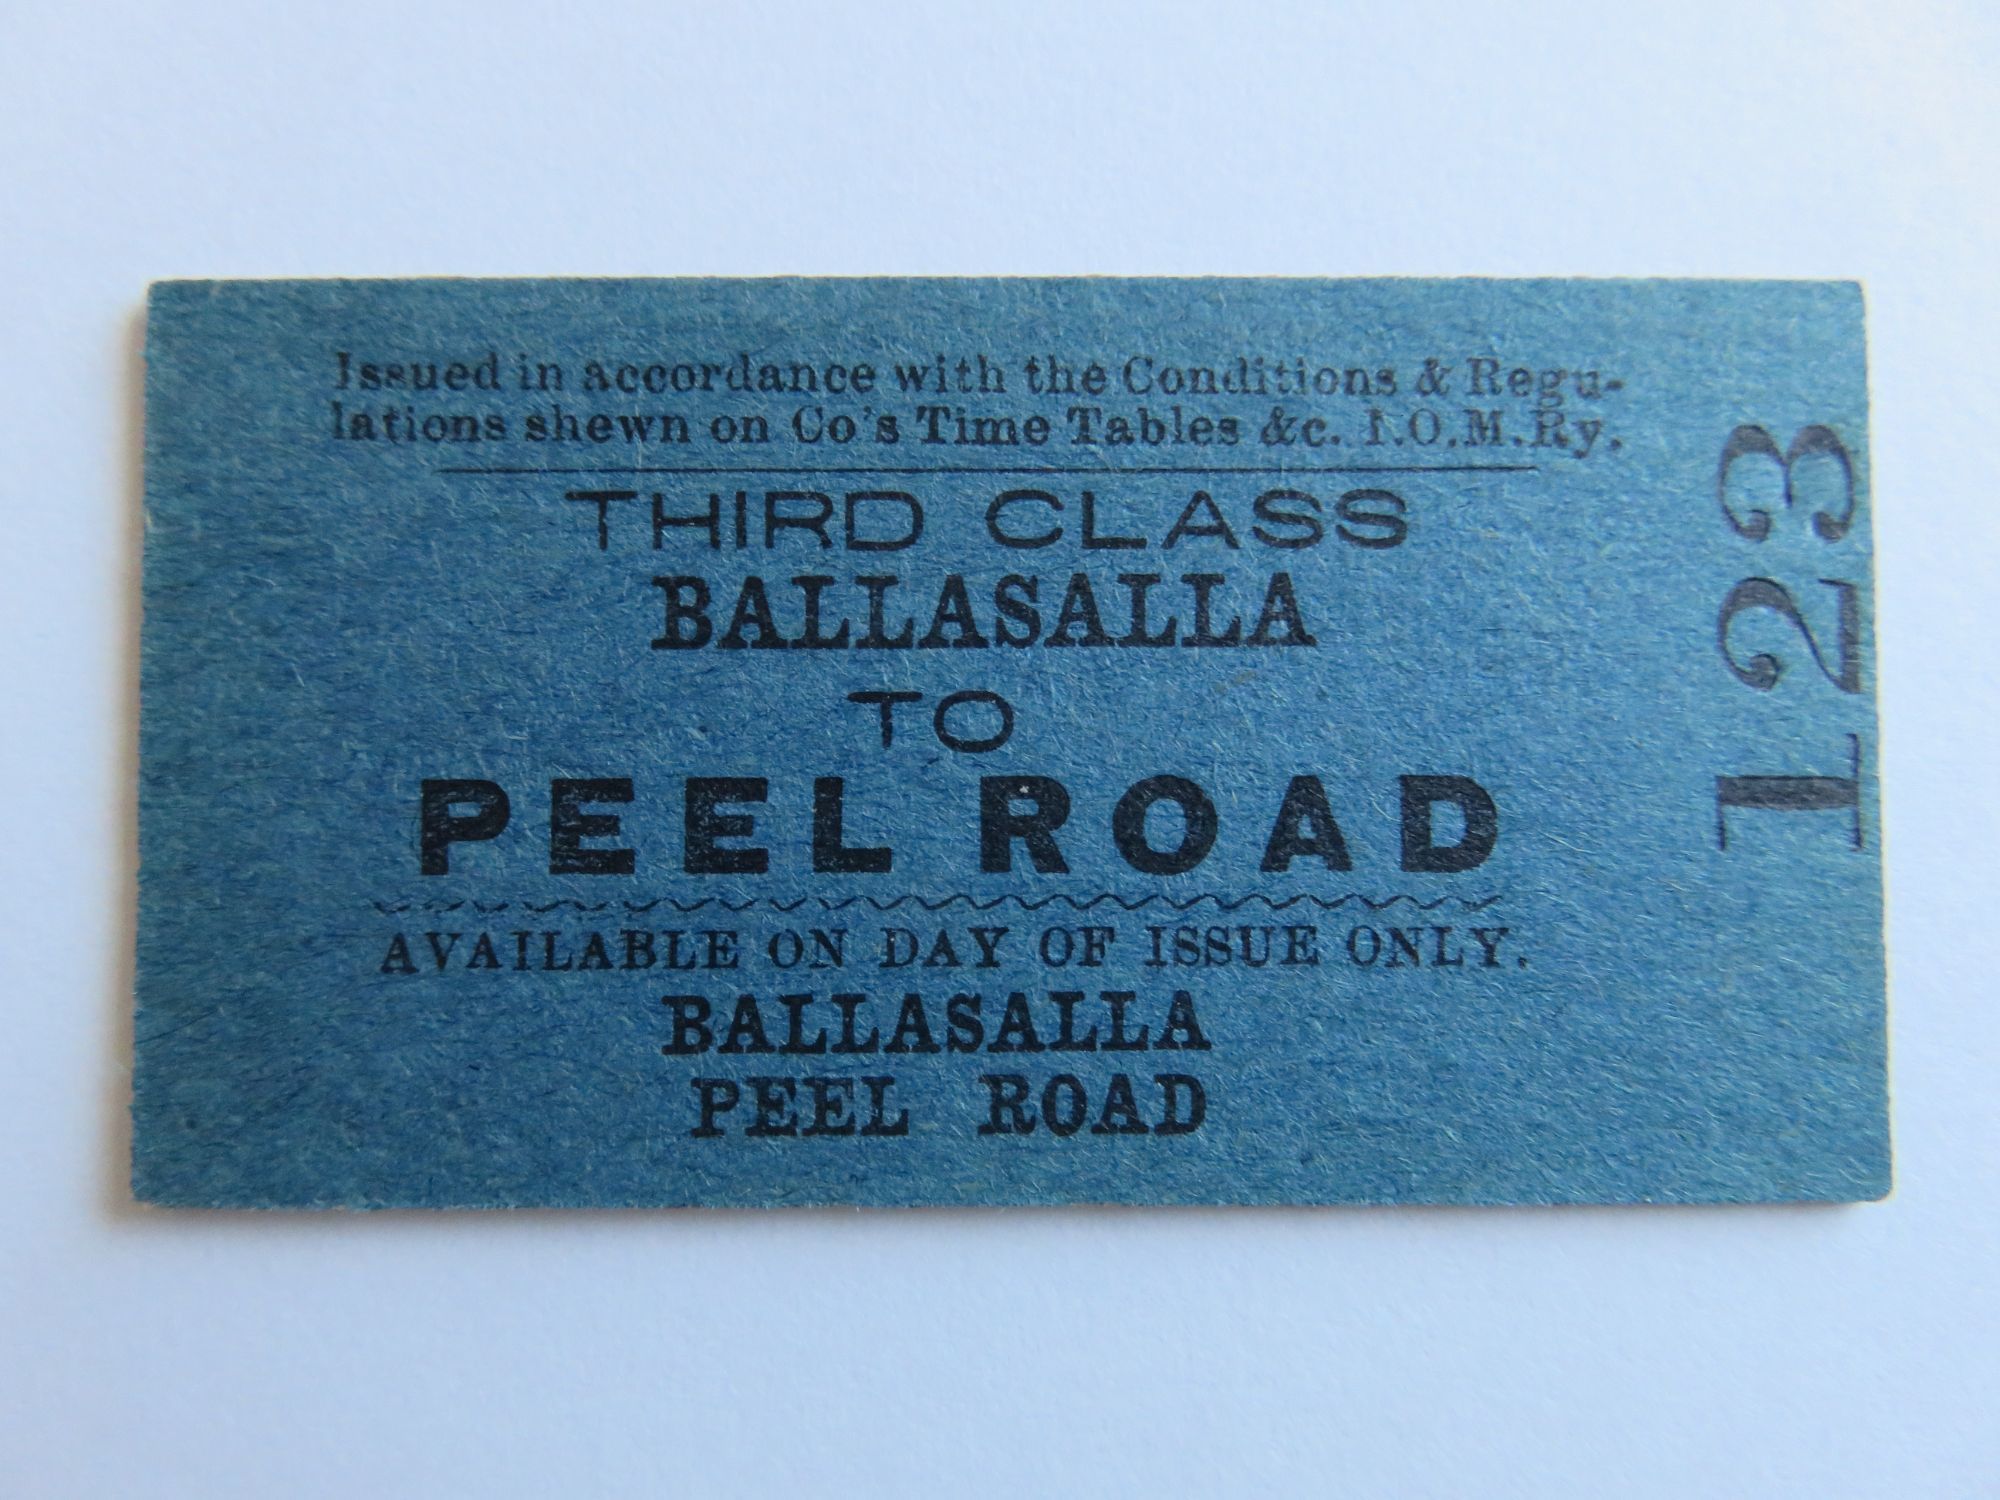 Issued in accordance with the Conditions & Regu-
lations shewn on Co's Time Tables &c. I.O.M.Ry.
THIRD CLASS
BALLASALLA
TO
PEEL ROAD
AVAILABLE ON DAY OF ISSUE ONLY.
BALLASALLA
PEEL ROAD
123